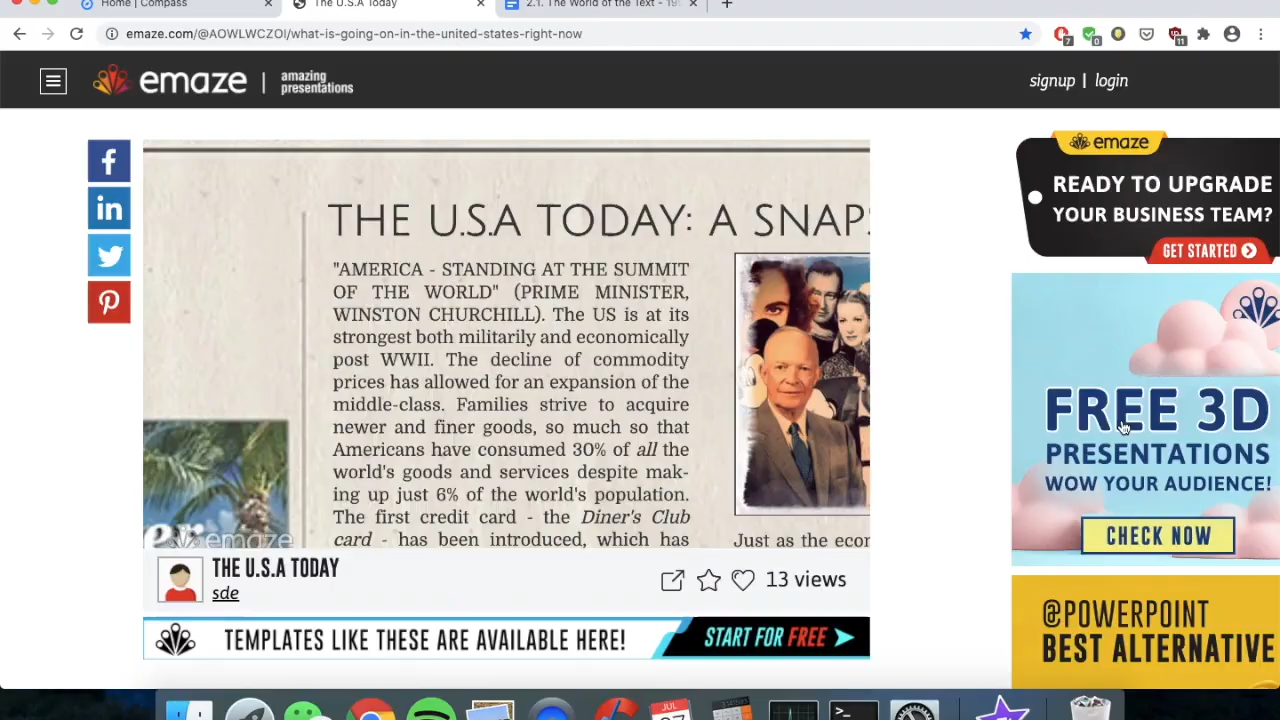 Home | Compass
The U.S.A Today
2.1. The World of the Text - 19
emaze.com/@AOWLWCZOI/what-is-going-on-in-the-united-states-right-now
7
0
11
emaze
amazing
presentations
signup | login
THE U.S.A TODAY: A SNAPS
"AMERICA - STANDING AT THE SUMMIT
OF THE WORLD" (PRIME MINISTER,
WINSTON CHURCHILL). The US is at its
strongest both militarily and economically
post WWII. The decline of commodity
prices has allowed for an expansion of the
middle-class. Families strive to acquire
newer and finer goods, so much so that
Americans have consumed 30% of all the
world's goods and services despite mak-
ing up just 6% of the world's population.
The first credit card - the Diner's Club
card - has been introduced, which has
Just as the econ
er
emaze
THE U.S.A TODAY
sde
13 views
TEMPLATES LIKE THESE ARE AVAILABLE HERE!
START FOR FREE
emaze
READY TO UPGRADE
YOUR BUSINESS TEAM?
GET STARTED
FREE 3D
PRESENTATIONS
WOW YOUR AUDIENCE!
CHECK NOW
@POWERPOINT
BEST ALTERNATIVE
JUL